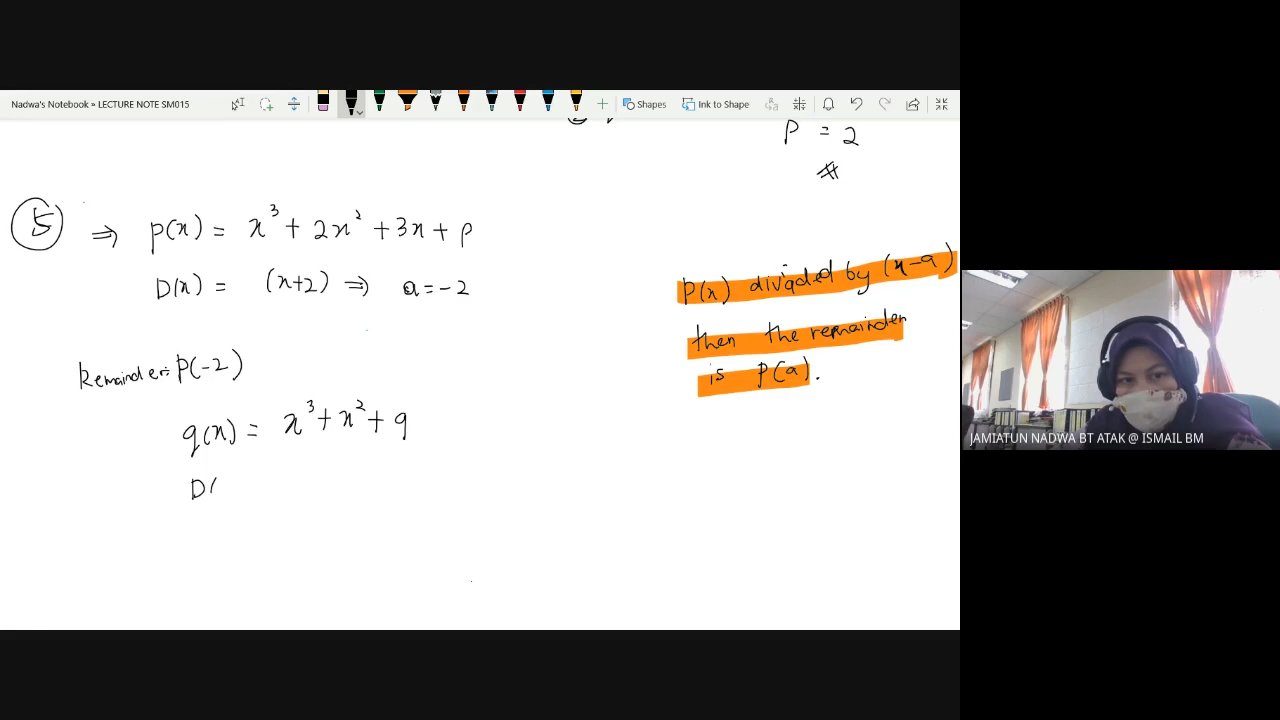 Nadwa's Notebook » LECTURE NOTE SM015
Shapes
Ink to Shape
P = 2
#
5 ⇒ P(x) = x³ + 2x² + 3x + p
D(x) = (x+2) ⇒ a = -2
P(x) divided by (x-a)
then the remainder
is P(a).
Remainder: P(-2)
q(x) = x³ + x² + 9
D(
JAMIATUN NADWA BT ATAK @ ISMAIL BM